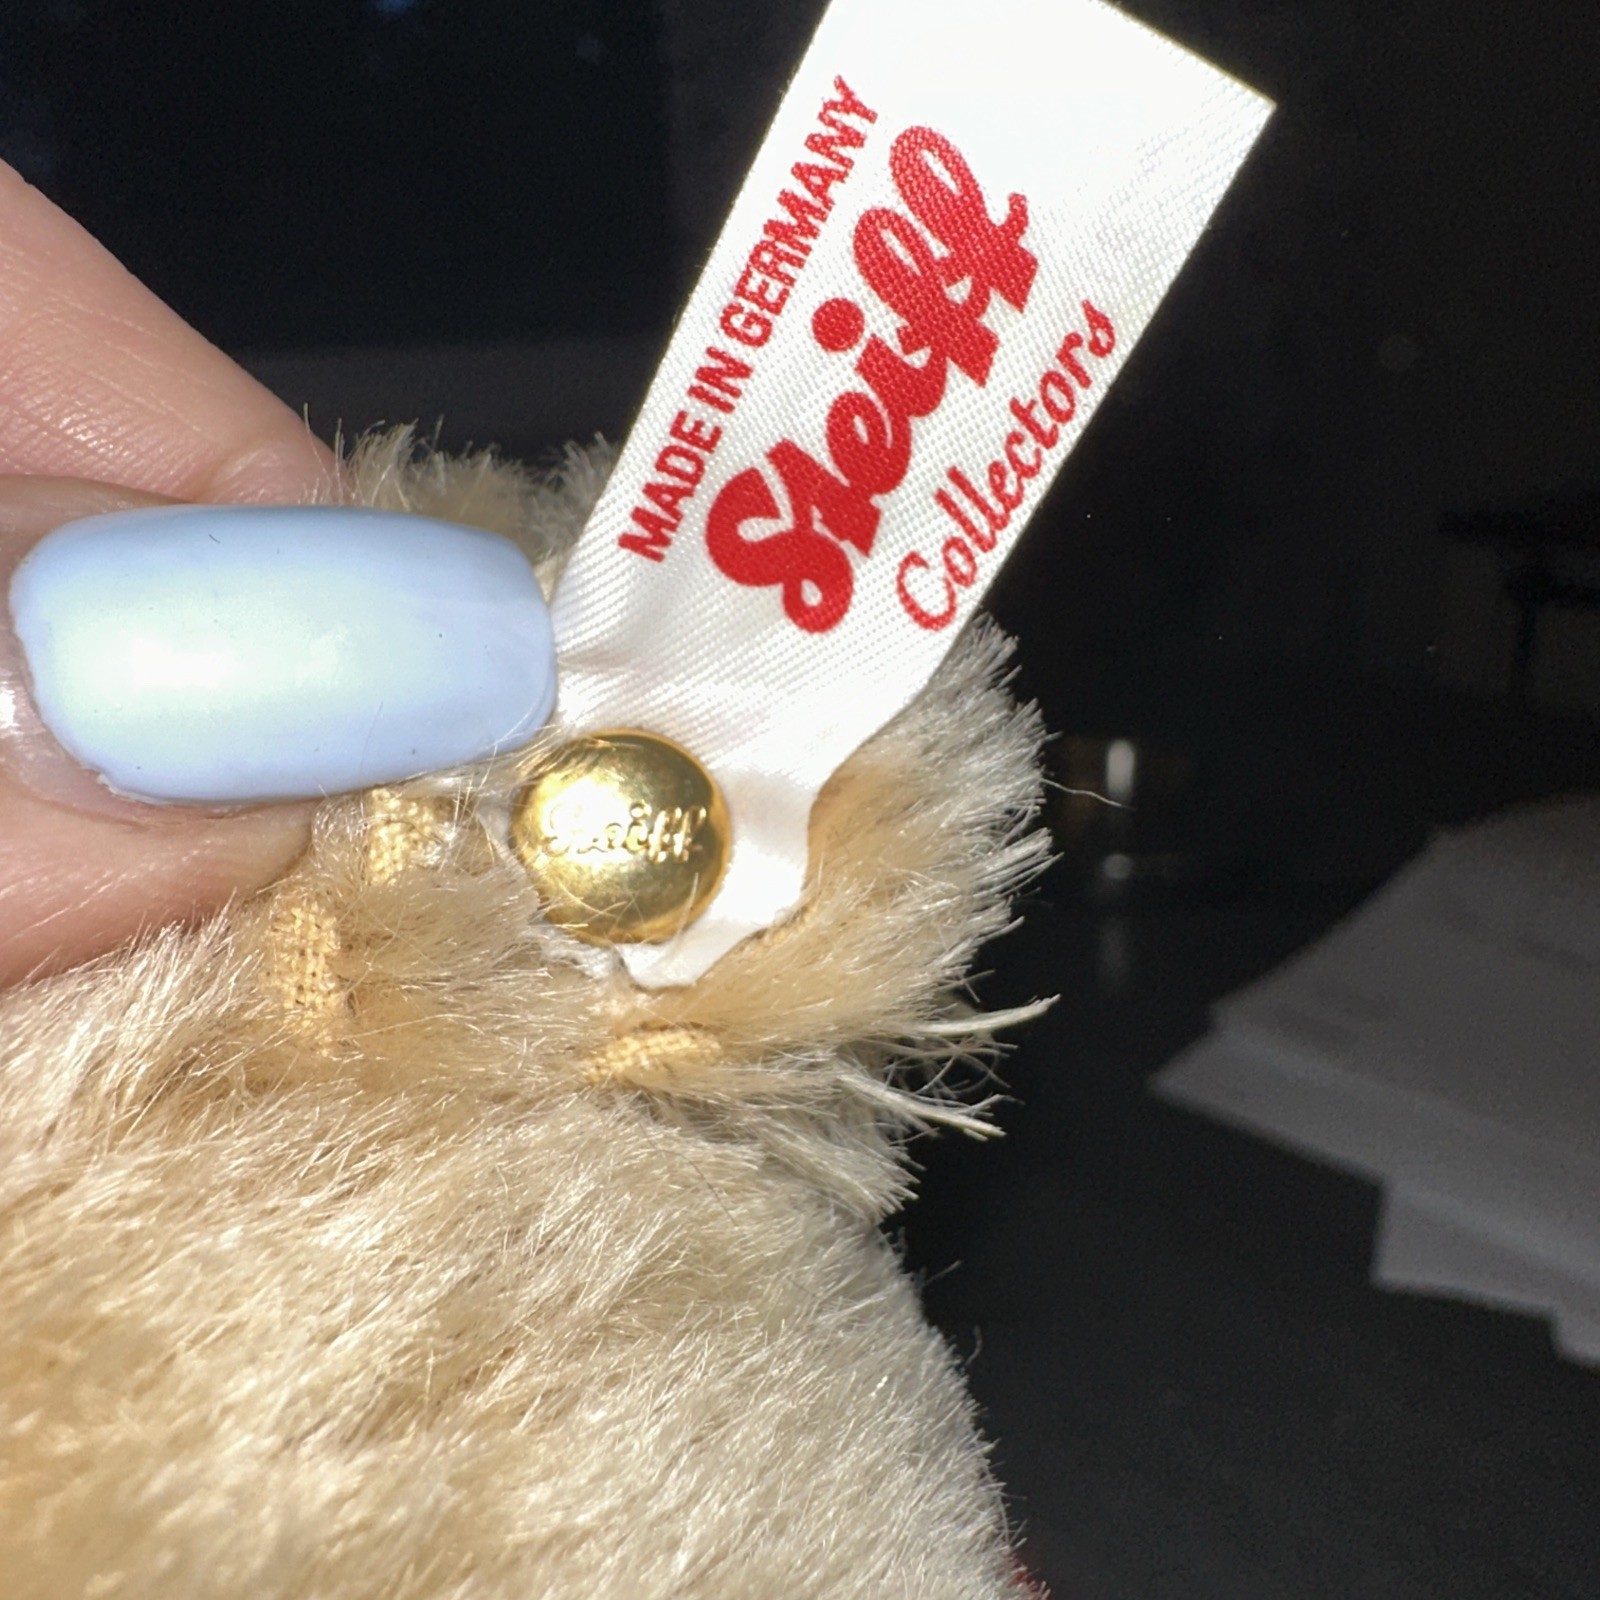 MADE IN GERMANY
Steiff
Collectors
Steiff